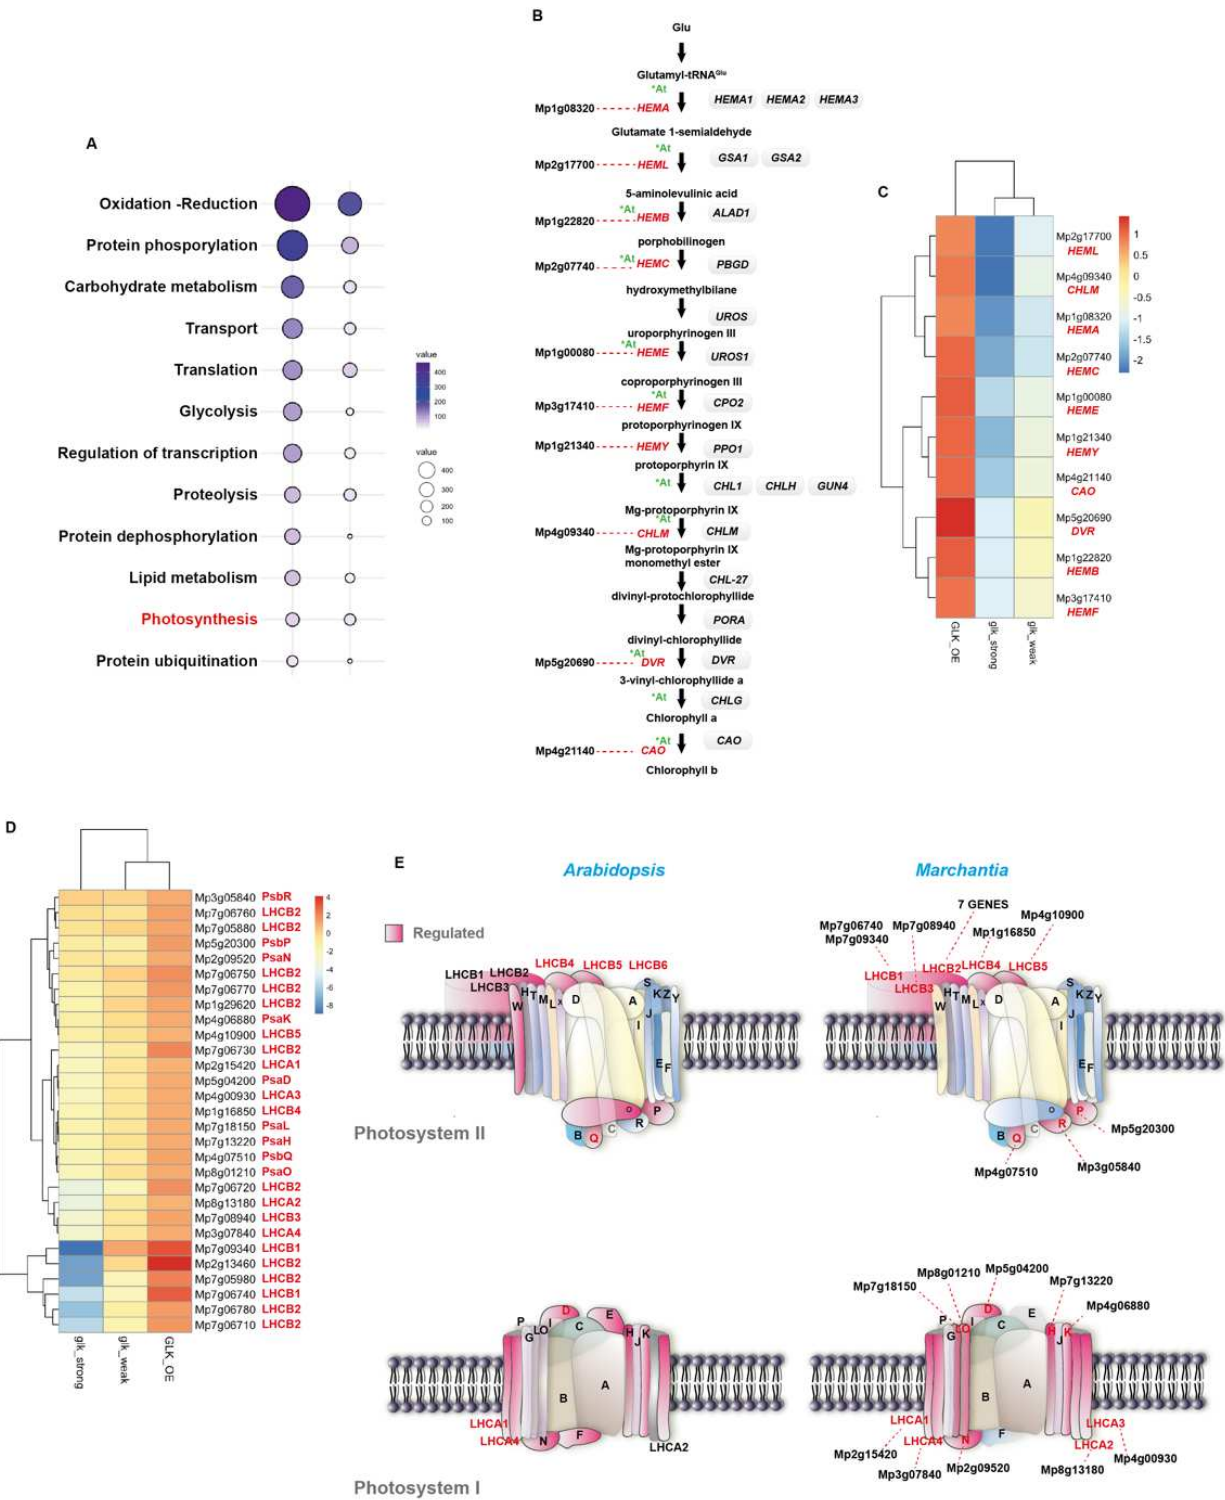 A
Oxidation -Reduction
Protein phosporylation
Carbohydrate metabolism
Transport
Translation
Glycolysis
Regulation of transcription
Proteolysis
Protein dephosphorylation
Lipid metabolism
Photosynthesis
Protein ubiquitination
value
400
300
200
100
value
400
300
200
100
B
Glu
Glutamyl-tRNAGlu
*At
Mp1g08320 HEMA HEMA1 HEMA2 HEMA3
Glutamate 1-semialdehyde
*At
Mp2g17700 HEML GSA1 GSA2
5-aminolevulinic acid
*At
Mp1g22820 HEMB ALAD1
porphobilinogen
*At
Mp2g07740 HEMC PBGD
hydroxymethylbilane
UROS
uroporphyrinogen III
*At
Mp1g00080 HEME UROS1
coproporphyrinogen III
*At
Mp3g17410 HEMF CPO2
protoporphyrinogen IX
Mp1g21340 HEMY PPO1
protoporphyrin IX
*At CHL1 CHLH GUN4
Mg-protoporphyrin IX
*At
Mp4g09340 CHLM CHLM
Mg-protoporphyrin IX
monomethyl ester
CHL-27
divinyl-protochlorophyllide
PORA
divinyl-chlorophyllide
*At
Mp5g20690 DVR DVR
3-vinyl-chlorophyllide a
*At CHLG
Chlorophyll a
*At CAO
Mp4g21140 CAO
Chlorophyll b
C
Mp2g17700
HEML
Mp4g09340
CHLM
Mp1g08320
HEMA
Mp2g07740
HEMC
Mp1g00080
HEME
Mp1g21340
HEMY
Mp4g21140
CAO
Mp5g20690
DVR
Mp1g22820
HEMB
Mp3g17410
HEMF
1
0.5
0
-0.5
-1
-1.5
-2
GLK_OE
glk_strong
glk_weak
D
Mp3g05840 PsbR
Mp7g06760 LHCB2
Mp7g05880 LHCB2
Mp5g20300 PsbP
Mp2g09520 PsaN
Mp7g06750 LHCB2
Mp7g06770 LHCB2
Mp1g29620 LHCB2
Mp4g06880 PsaK
Mp4g10900 LHCB5
Mp7g06730 LHCB2
Mp2g15420 LHCA1
Mp5g04200 PsaD
Mp4g00930 LHCA3
Mp1g16850 LHCB4
Mp7g18150 PsaL
Mp7g13220 PsaH
Mp4g07510 PsbQ
Mp8g01210 PsaO
Mp7g06720 LHCB2
Mp8g13180 LHCA2
Mp7g08940 LHCB3
Mp3g07840 LHCA4
Mp7g09340 LHCB1
Mp2g13460 LHCB2
Mp7g05980 LHCB2
Mp7g06740 LHCB1
Mp7g06780 LHCB2
Mp7g06710 LHCB2
4
2
0
-2
-4
-6
-8
glk_strong
glk_weak
GLK_OE
E
Arabidopsis
Regulated
LHCB1 LHCB2 LHCB4 LHCB5 LHCB6
LHCB3
W H T M L X D A I J S K Z Y
E F
O P
B Q C R
Photosystem II
Marchantia
7 GENES
Mp7g06740 Mp7g08940 Mp4g10900
Mp7g09340 Mp1g16850
LHCB1 LHCB2 LHCB4 LHCB5
LHCB3
W H T M L X D A I J S K Z Y
E F
O P
B Q C R
Mp5g20300
Mp4g07510 Mp3g05840
P G L O I D C E H J K
B A
LHCA1
LHCA4 N F LHCA2
Photosystem I
Mp7g18150 Mp8g01210 Mp5g04200 Mp7g13220
Mp4g06880
P G L O I D C E H J K
B A
LHCA1 LHCA3
LHCA4 N F LHCA2
Mp2g15420 Mp4g00930
Mp3g07840 Mp2g09520 Mp8g13180